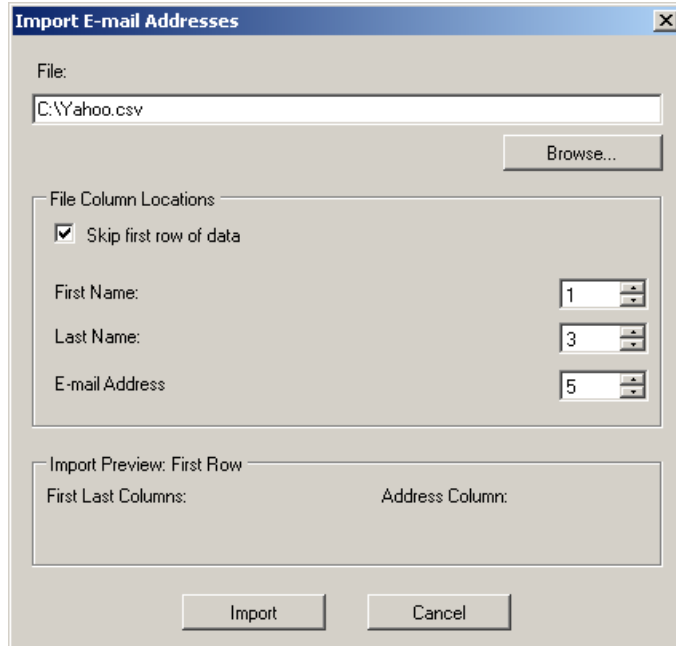 Import E-mail Addresses
File:
C:\Yahoo.csv
Browse...
File Column Locations
Skip first row of data
First Name: 1
Last Name: 3
E-mail Address 5
Import Preview: First Row
First Last Columns: Address Column:
Import Cancel